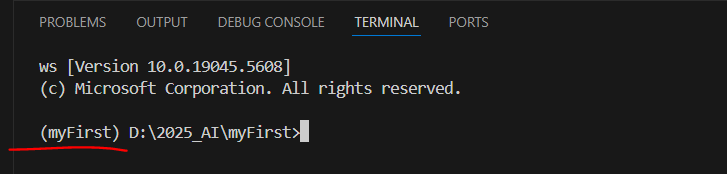 PROBLEMS OUTPUT DEBUG CONSOLE TERMINAL PORTS
ws [Version 10.0.19045.5608]
(c) Microsoft Corporation. All rights reserved.
(myFirst) D:\2025_AI\myFirst>